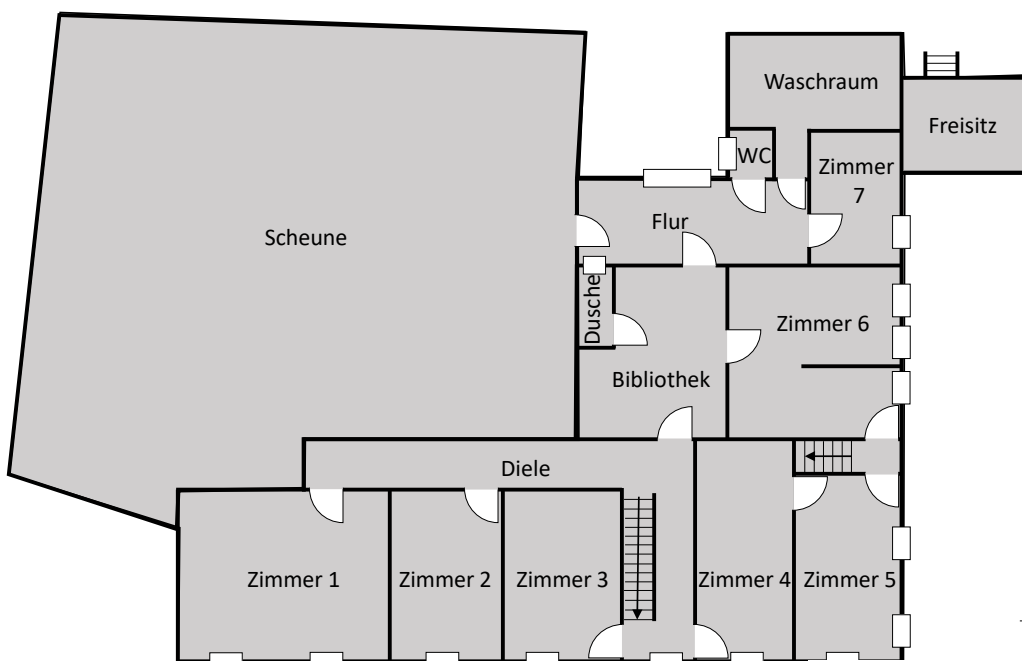 Waschraum
Freisitz
WC
Zimmer
7
Flur
Scheune
Dusche
Zimmer 6
Bibliothek
Diele
Zimmer 1
Zimmer 2
Zimmer 3
Zimmer 4
Zimmer 5